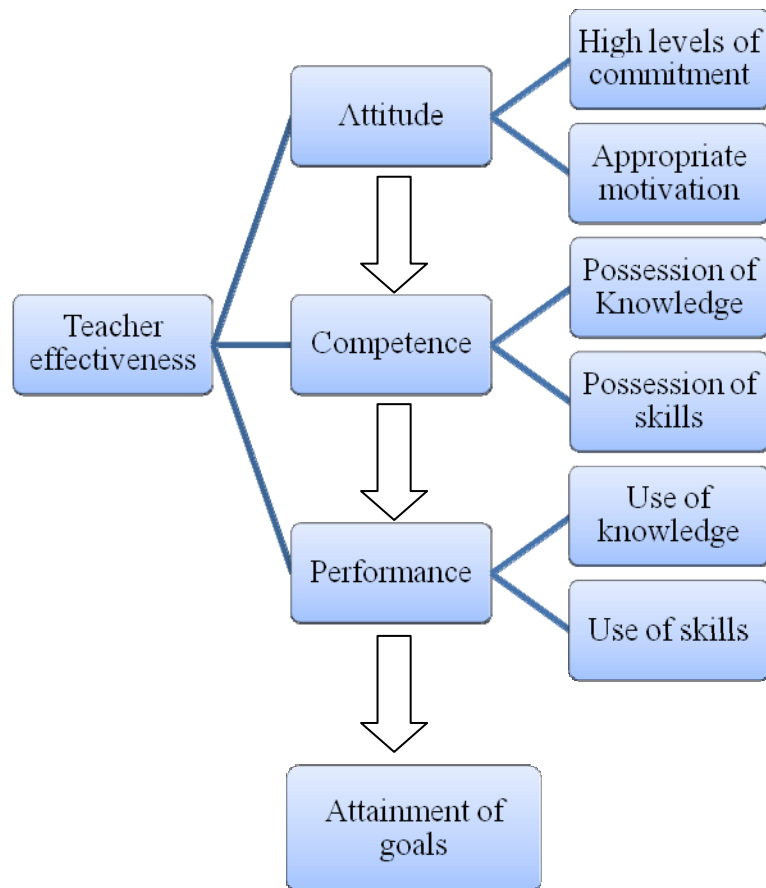 High levels of
commitment
Attitude
Appropriate
motivation
Possession of
Knowledge
Teacher
effectiveness
Competence
Possession of
skills
Use of
knowledge
Performance
Use of skills
Attainment of
goals